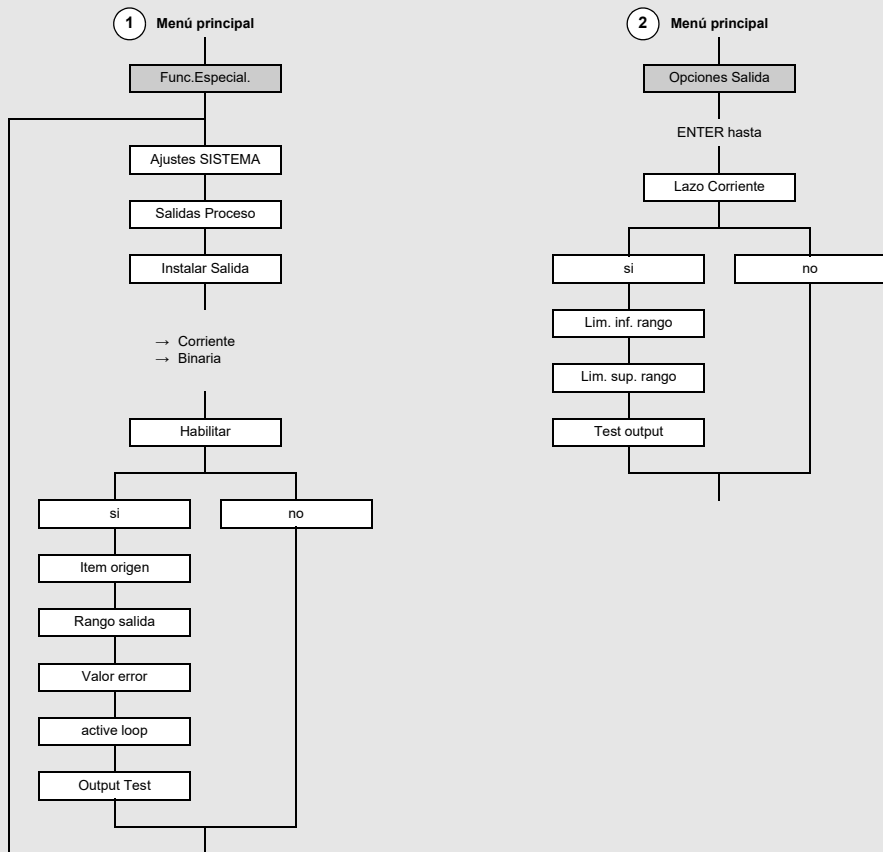 1 Menú principal
Func.Especial.
Ajustes SISTEMA
Salidas Proceso
Instalar Salida
→ Corriente
→ Binaria
Habilitar
si
no
Item origen
Rango salida
Valor error
active loop
Output Test
2 Menú principal
Opciones Salida
ENTER hasta
Lazo Corriente
si
no
Lim. inf. rango
Lim. sup. rango
Test output